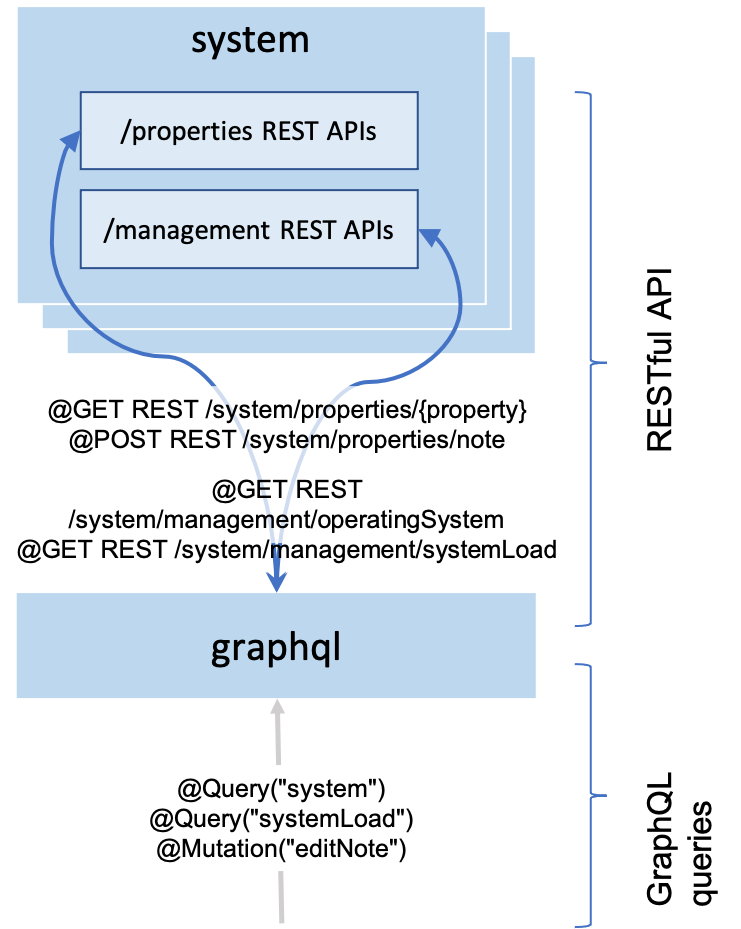 system
/properties REST APIs
/management REST APIs
@GET REST /system/properties/{property}
@POST REST /system/properties/note
@GET REST
/system/management/operatingSystem
@GET REST /system/management/systemLoad
RESTful API
graphql
@Query("system")
@Query("systemLoad")
@Mutation("editNote")
GraphQL
queries